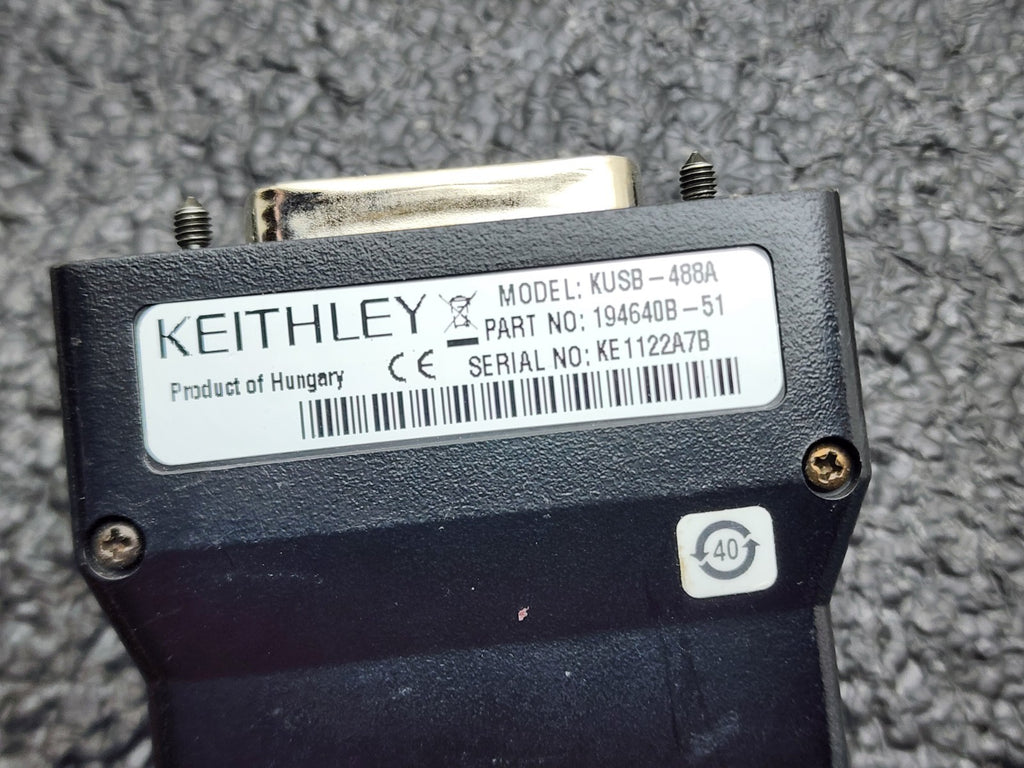 KEITHLEY
MODEL: KUSB-488A
PART NO: 194640B-51
SERIAL NO: KE1122A7B
Product of Hungary
CE
40